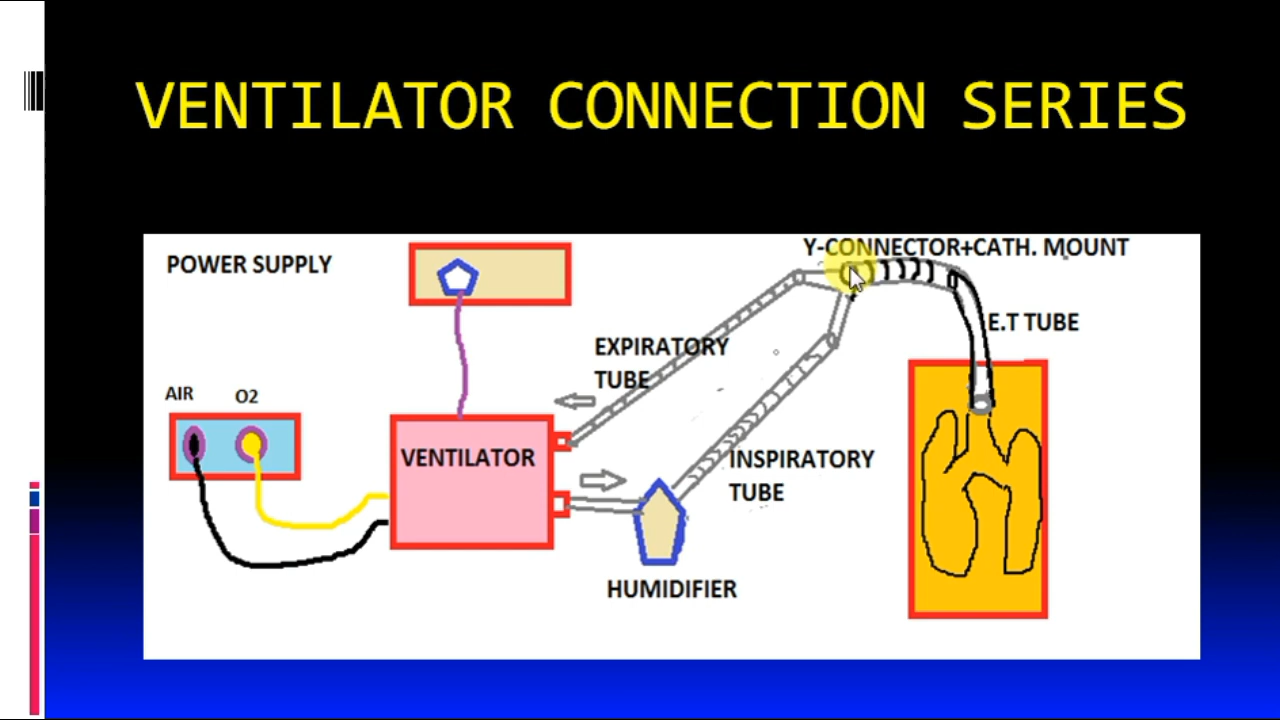 VENTILATOR CONNECTION SERIES
POWER SUPPLY
Y-CONNECTOR+CATH. MOUNT
E.T TUBE
EXPIRATORY
TUBE
AIR
O2
VENTILATOR
INSPIRATORY
TUBE
HUMIDIFIER